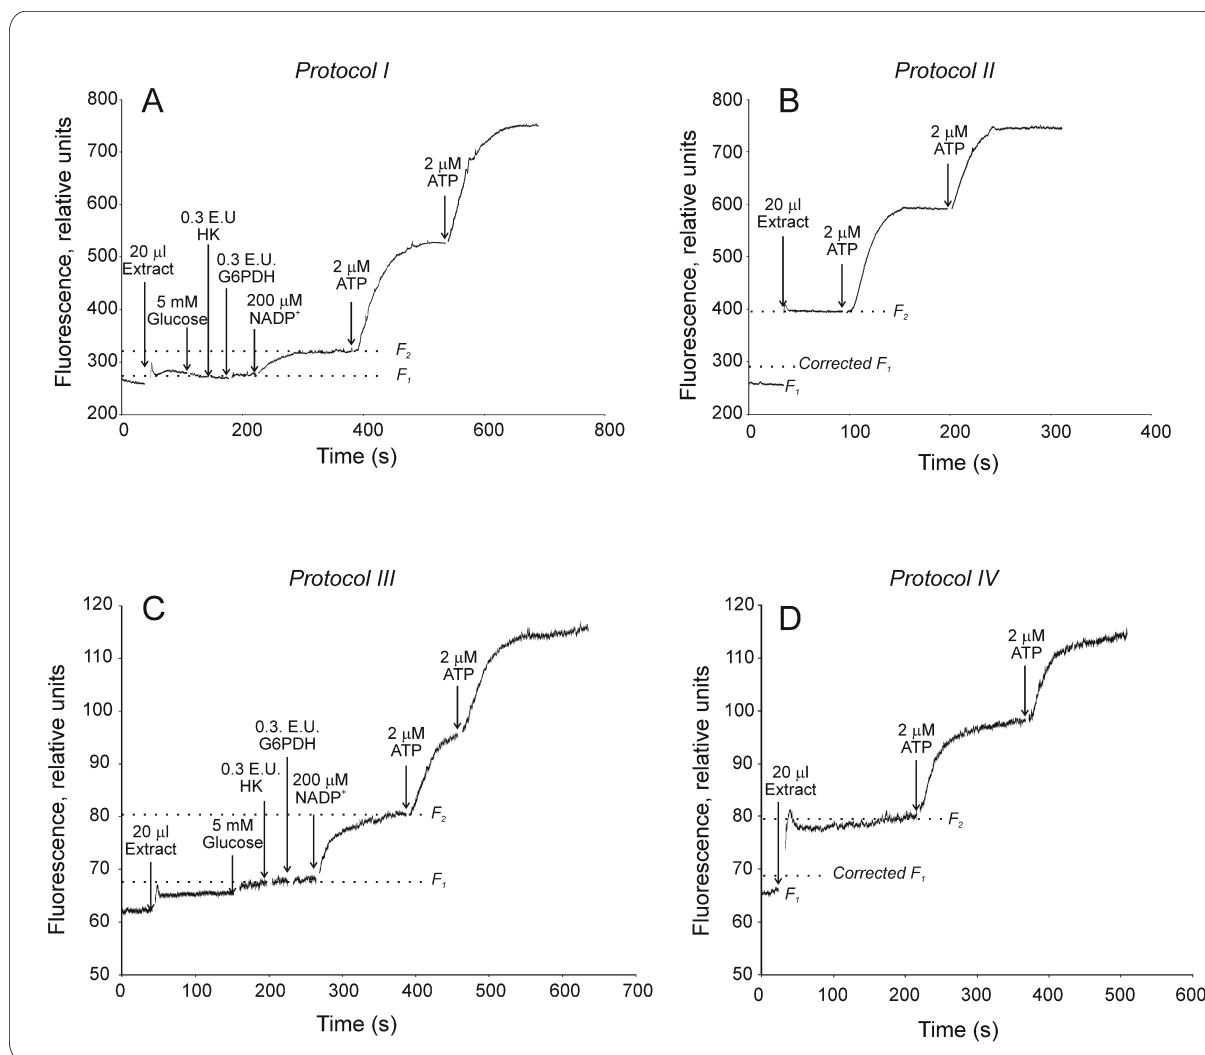 Protocol I
A
Fluorescence, relative units
800
700
600
500
400
300
200
20 µl
Extract
5 mM
Glucose
0.3 E.U
HK
0.3 E.U.
G6PDH
200 µM
NADP+
2 µM
ATP
2 µM
ATP
F2
F1
0
200
400
600
800
Time (s)
Protocol II
B
Fluorescence, relative units
800
700
600
500
400
300
200
20 µl
Extract
2 µM
ATP
2 µM
ATP
F2
Corrected F1
F1
0
100
200
300
400
Time (s)
Protocol III
C
Fluorescence, relative units
120
110
100
90
80
70
60
50
20 µl
Extract
5 mM
Glucose
0.3 E.U.
HK
0.3. E.U.
G6PDH
200 µM
NADP+
2 µM
ATP
2 µM
ATP
F2
F1
0
100
200
300
400
500
600
700
Time (s)
Protocol IV
D
Fluorescence, relative units
120
110
100
90
80
70
60
50
20 µl
Extract
2 µM
ATP
2 µM
ATP
F2
Corrected F1
F1
0
100
200
300
400
500
600
Time (s)